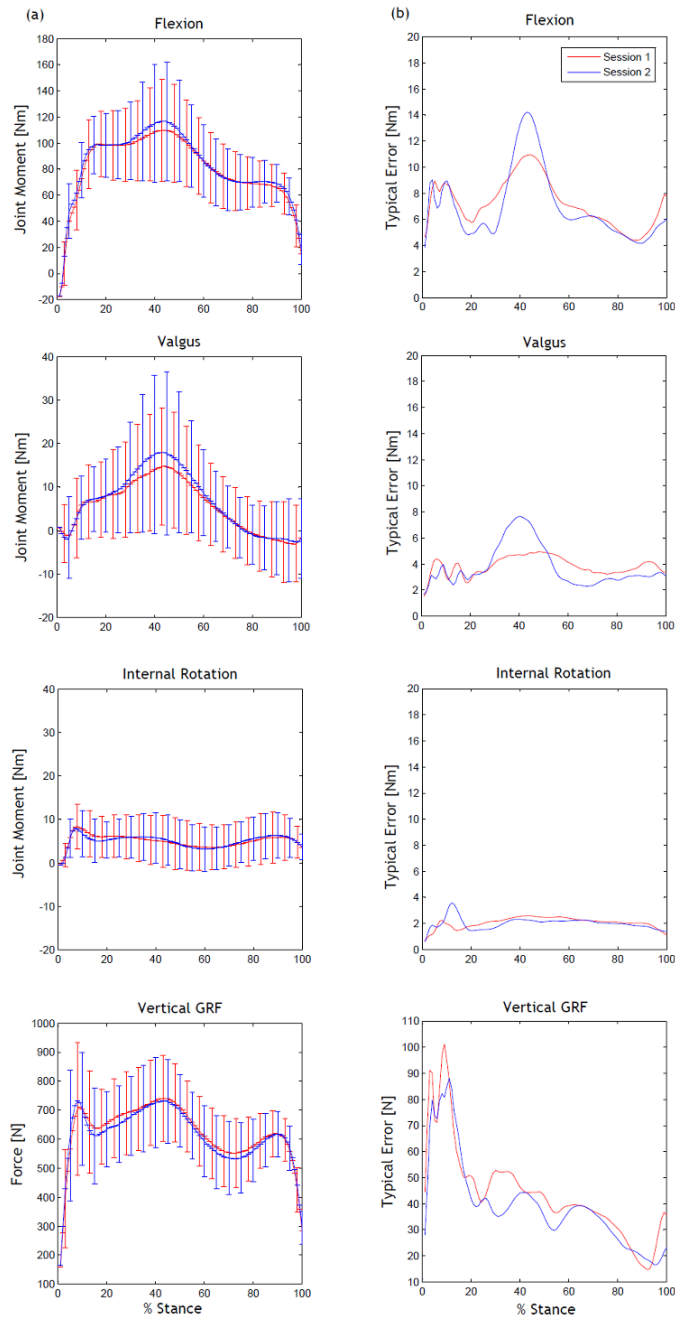 (a)
(b)
Flexion
Flexion
Joint Moment [Nm]
180
160
140
120
100
80
60
40
20
0
-20
0 20 40 60 80 100
Typical Error [Nm]
20
18
16
14
12
10
8
6
4
2
0
0 20 40 60 80 100
Session 1
Session 2
Valgus
Valgus
Joint Moment [Nm]
40
30
20
10
0
-10
-20
0 20 40 60 80 100
Typical Error [Nm]
20
18
16
14
12
10
8
6
4
2
0
0 20 40 60 80 100
Internal Rotation
Internal Rotation
Joint Moment [Nm]
40
30
20
10
0
-10
-20
0 20 40 60 80 100
Typical Error [Nm]
20
18
16
14
12
10
8
6
4
2
0
0 20 40 60 80 100
Vertical GRF
Vertical GRF
Force [N]
1000
900
800
700
600
500
400
300
200
100
0 20 40 60 80 100
% Stance
Typical Error [N]
110
100
90
80
70
60
50
40
30
20
10
0 20 40 60 80 100
% Stance